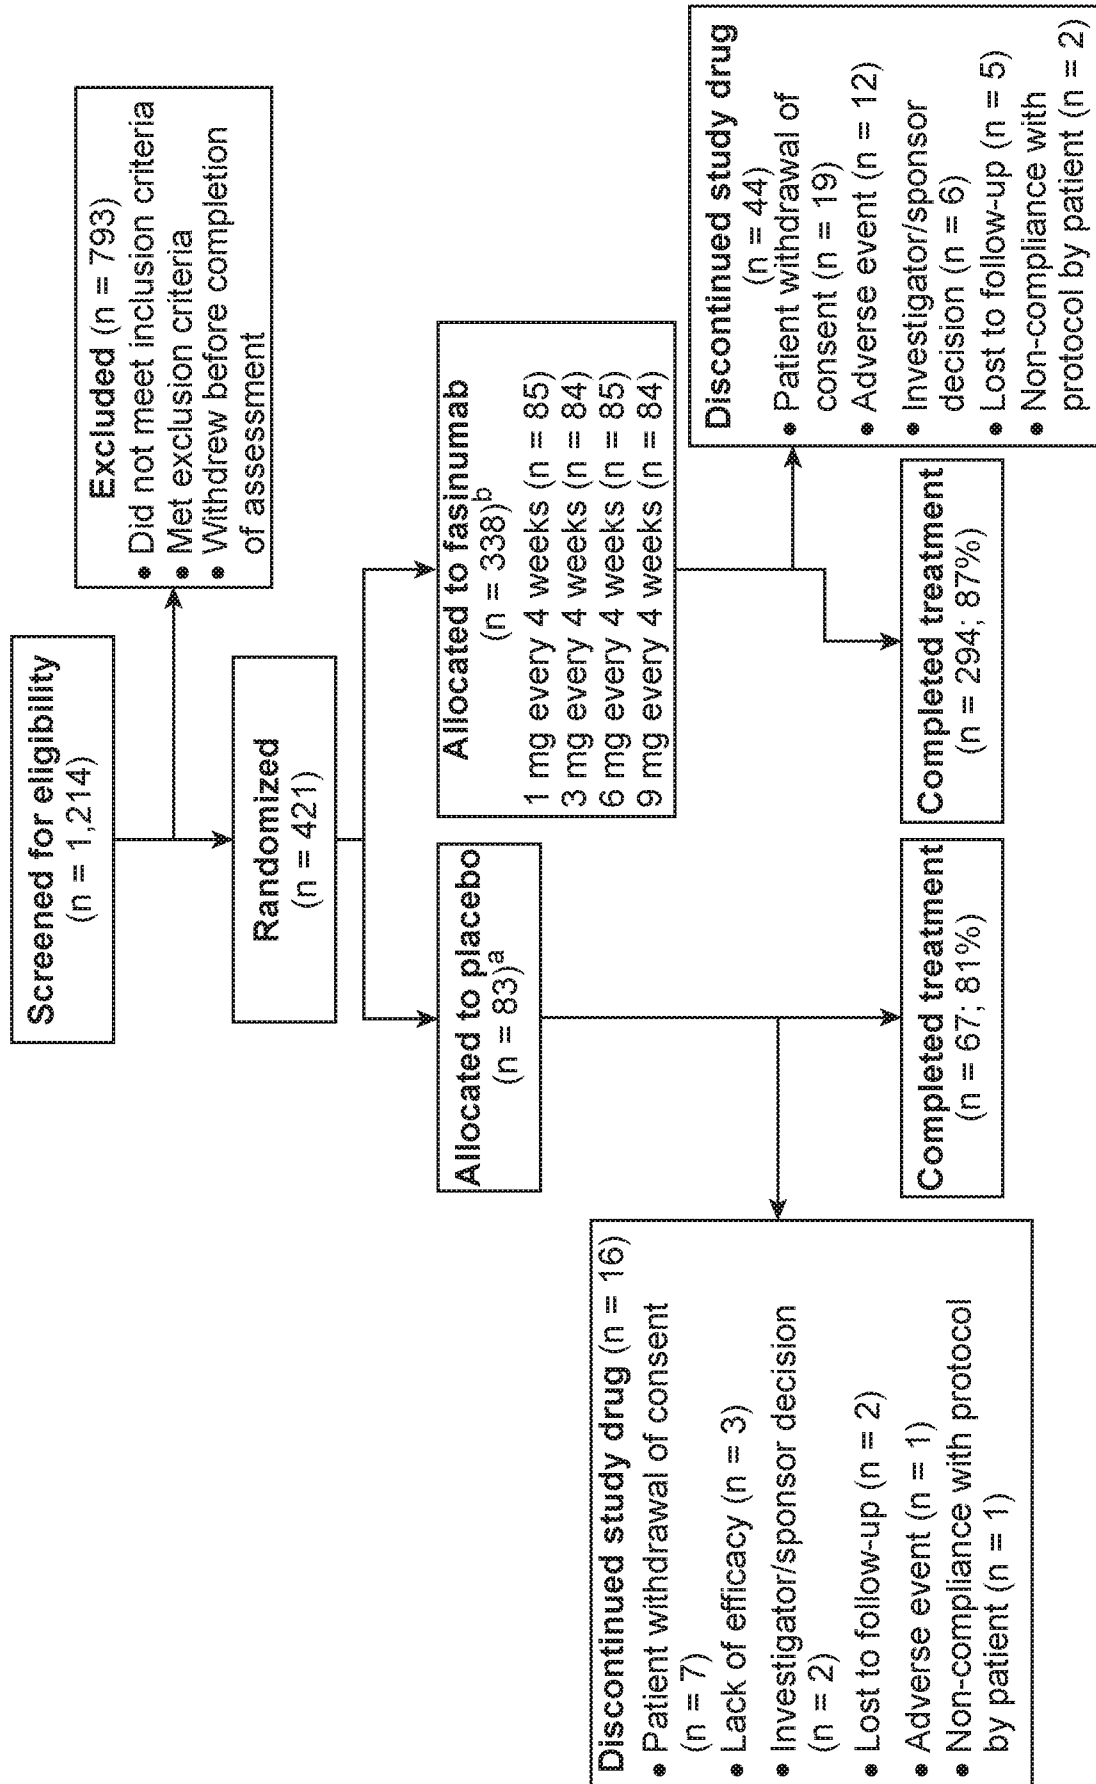 Screened for eligibility
(n = 1,214)
Excluded (n = 793)
• Did not meet inclusion criteria
• Met exclusion criteria
• Withdrew before completion
of assessment
Randomized
(n = 421)
Allocated to placebo
(n = 83)a
Allocated to fasinumab
(n = 338)b
1 mg every 4 weeks (n = 85)
3 mg every 4 weeks (n = 84)
6 mg every 4 weeks (n = 85)
9 mg every 4 weeks (n = 84)
Discontinued study drug (n = 16)
• Patient withdrawal of consent
(n = 7)
• Lack of efficacy (n = 3)
• Investigator/sponsor decision
(n = 2)
• Lost to follow-up (n = 2)
• Adverse event (n = 1)
• Non-compliance with protocol
by patient (n = 1)
Discontinued study drug
(n = 44)
• Patient withdrawal of
consent (n = 19)
• Adverse event (n = 12)
• Investigator/sponsor
decision (n = 6)
• Lost to follow-up (n = 5)
• Non-compliance with
protocol by patient (n = 2)
Completed treatment
(n = 67; 81%)
Completed treatment
(n = 294; 87%)